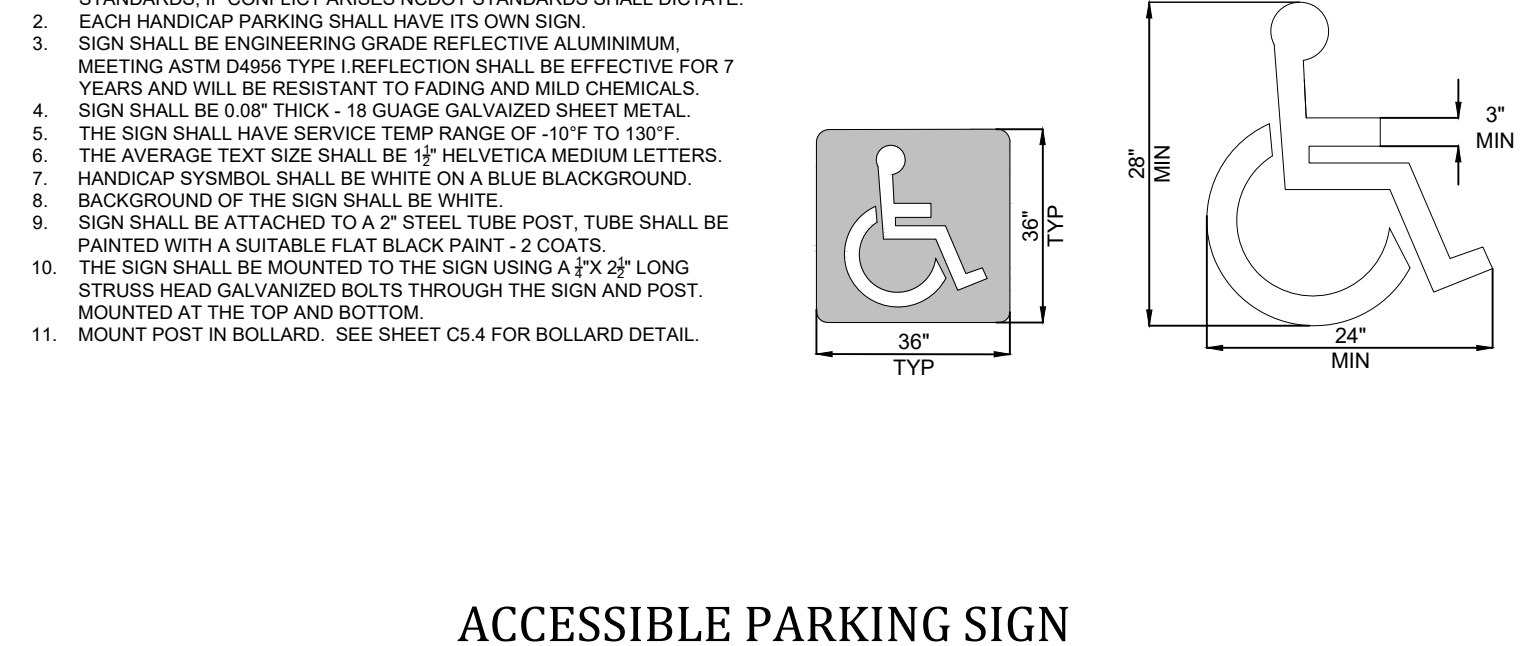 STANDARDS, IF CONFLICT ARISES NCDOT STANDARDS SHALL DICTATE.
2. EACH HANDICAP PARKING SHALL HAVE ITS OWN SIGN.
3. SIGN SHALL BE ENGINEERING GRADE REFLECTIVE ALUMINIMUM,
MEETING ASTM D4956 TYPE I.REFLECTION SHALL BE EFFECTIVE FOR 7
YEARS AND WILL BE RESISTANT TO FADING AND MILD CHEMICALS.
4. SIGN SHALL BE 0.08" THICK - 18 GUAGE GALVAIZED SHEET METAL.
5. THE SIGN SHALL HAVE SERVICE TEMP RANGE OF -10°F TO 130°F.
6. THE AVERAGE TEXT SIZE SHALL BE 1½" HELVETICA MEDIUM LETTERS.
7. HANDICAP SYSMBOL SHALL BE WHITE ON A BLUE BLACKGROUND.
8. BACKGROUND OF THE SIGN SHALL BE WHITE.
9. SIGN SHALL BE ATTACHED TO A 2" STEEL TUBE POST, TUBE SHALL BE
PAINTED WITH A SUITABLE FLAT BLACK PAINT - 2 COATS.
10. THE SIGN SHALL BE MOUNTED TO THE SIGN USING A ¼"X 2½" LONG
STRUSS HEAD GALVANIZED BOLTS THROUGH THE SIGN AND POST.
MOUNTED AT THE TOP AND BOTTOM.
11. MOUNT POST IN BOLLARD.  SEE SHEET C5.4 FOR BOLLARD DETAIL.
36"
TYP
36"
TYP
28"
MIN
3"
MIN
24"
MIN
ACCESSIBLE PARKING SIGN